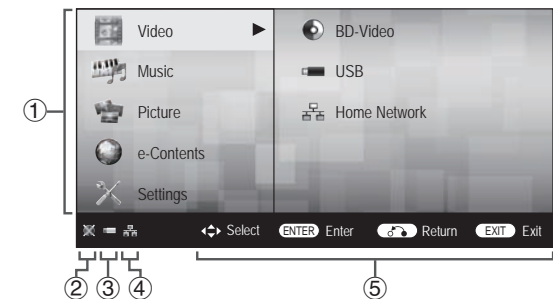 Video ▶
BD-Video
Music
USB
Picture
Home Network
e-Contents
Settings
Select ENTER Enter Return EXIT Exit
①
② ③ ④ ⑤